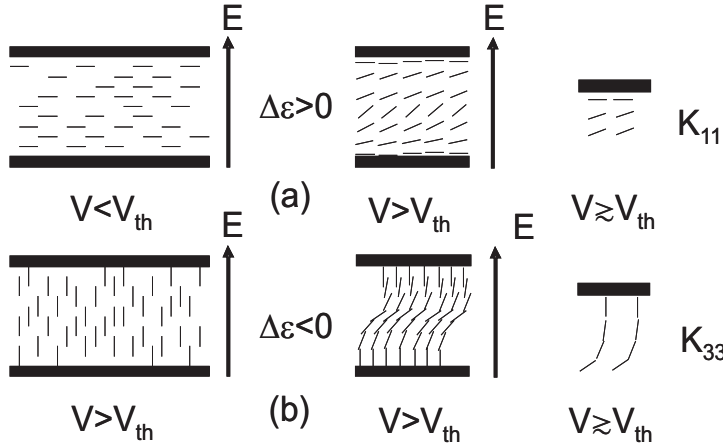 E
E
Δε>0
K₁₁
V<Vₜₕ
(a)
V>Vₜₕ
V≳Vₜₕ
E
E
Δε<0
K₃₃
V>Vₜₕ
(b)
V>Vₜₕ
V≳Vₜₕ